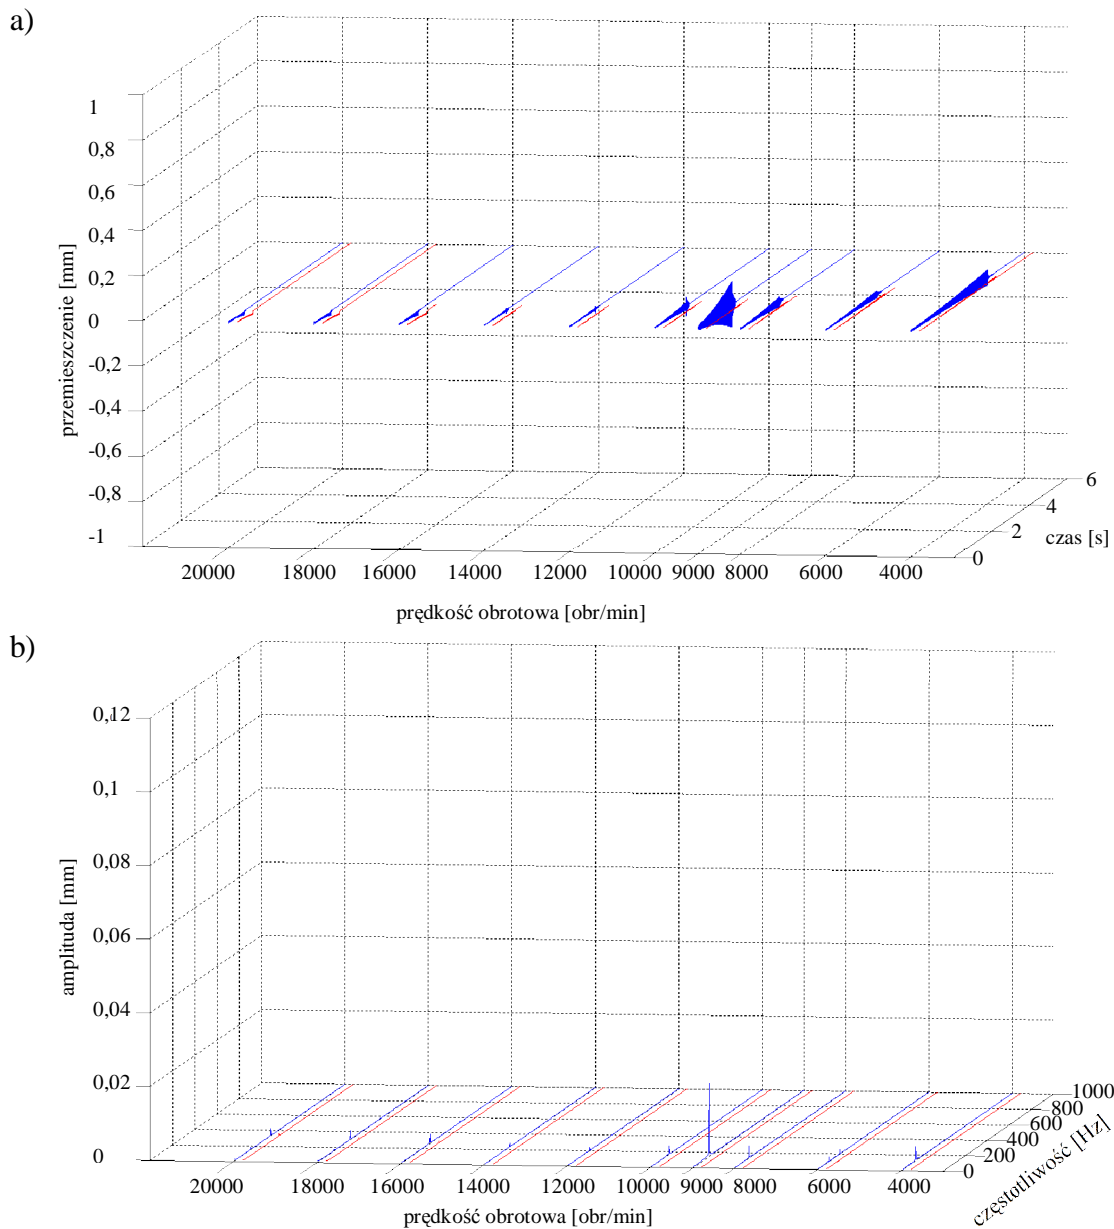 a)
1
0,8
0,6
0,4
0,2
0
-0,2
-0,4
-0,6
-0,8
-1
przemieszczenie [mm]
20000 18000 16000 14000 12000 10000 9000 8000 6000 4000
prędkość obrotowa [obr/min]
0 2 4 6
czas [s]
b)
0,12
0,1
0,08
0,06
0,04
0,02
0
amplituda [mm]
20000 18000 16000 14000 12000 10000 9000 8000 6000 4000
prędkość obrotowa [obr/min]
0 200 400 600 800 1000
częstotliwość [Hz]